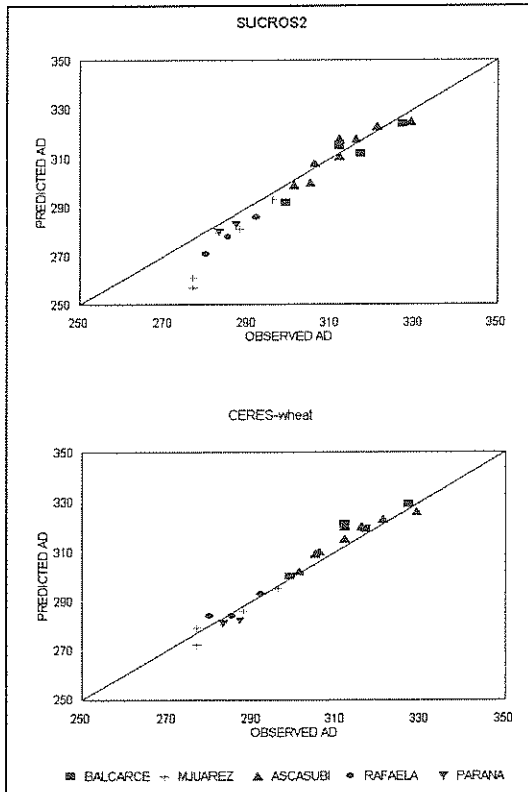 SUCROS2
350
330
310
290
270
250
PREDICTED AD
250 270 290 310 330 350
OBSERVED AD
CERES-wheat
350
330
310
290
270
250
PREDICTED AD
250 270 290 310 330 350
OBSERVED AD
BALCARCE MJUAREZ ASCASUBI RAFAELA PARANA